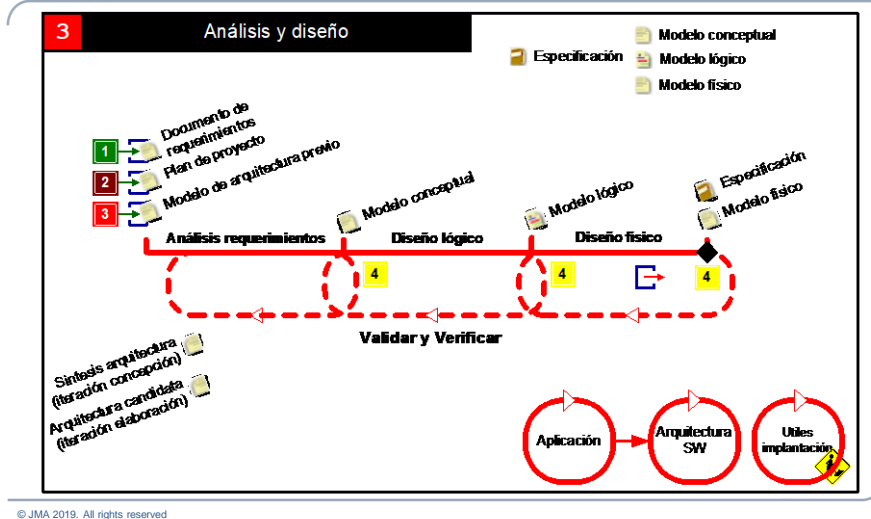 3
Análisis y diseño
Especificación
Modelo conceptual
Modelo lógico
Modelo físico
Documento de
requerimientos
Plan de proyecto
Modelo de arquitectura previo
1
2
3
Modelo conceptual
Modelo lógico
Especificación
Modelo físico
Análisis requerimientos
Diseño lógico
Diseño físico
4
4
4
Validar y Verificar
Síntesis arquitectura
(iteración concepción)
Arquitectura candidata
(iteración elaboración)
Aplicación
Arquitectura
SW
Utiles
implantación
© JMA 2019. All rights reserved